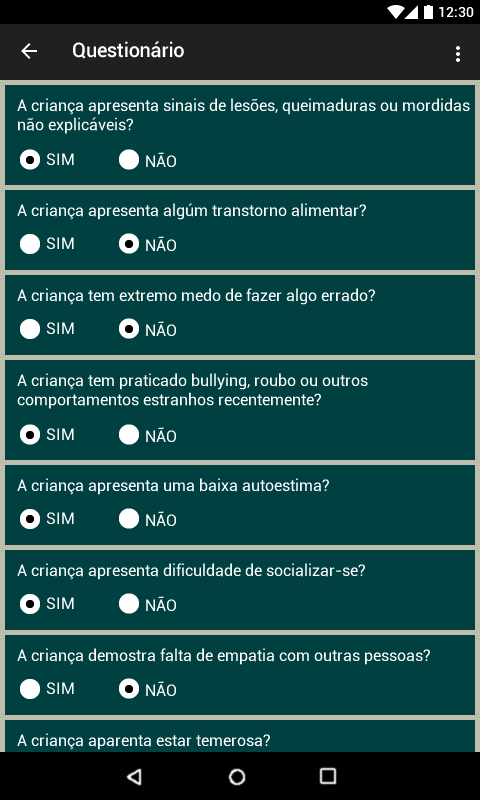 12:30
Questionário
A criança apresenta sinais de lesões, queimaduras ou mordidas
não explicáveis?
SIM NÃO
A criança apresenta algúm transtorno alimentar?
SIM NÃO
A criança tem extremo medo de fazer algo errado?
SIM NÃO
A criança tem praticado bullying, roubo ou outros
comportamentos estranhos recentemente?
SIM NÃO
A criança apresenta uma baixa autoestima?
SIM NÃO
A criança apresenta dificuldade de socializar-se?
SIM NÃO
A criança demostra falta de empatia com outras pessoas?
SIM NÃO
A criança aparenta estar temerosa?